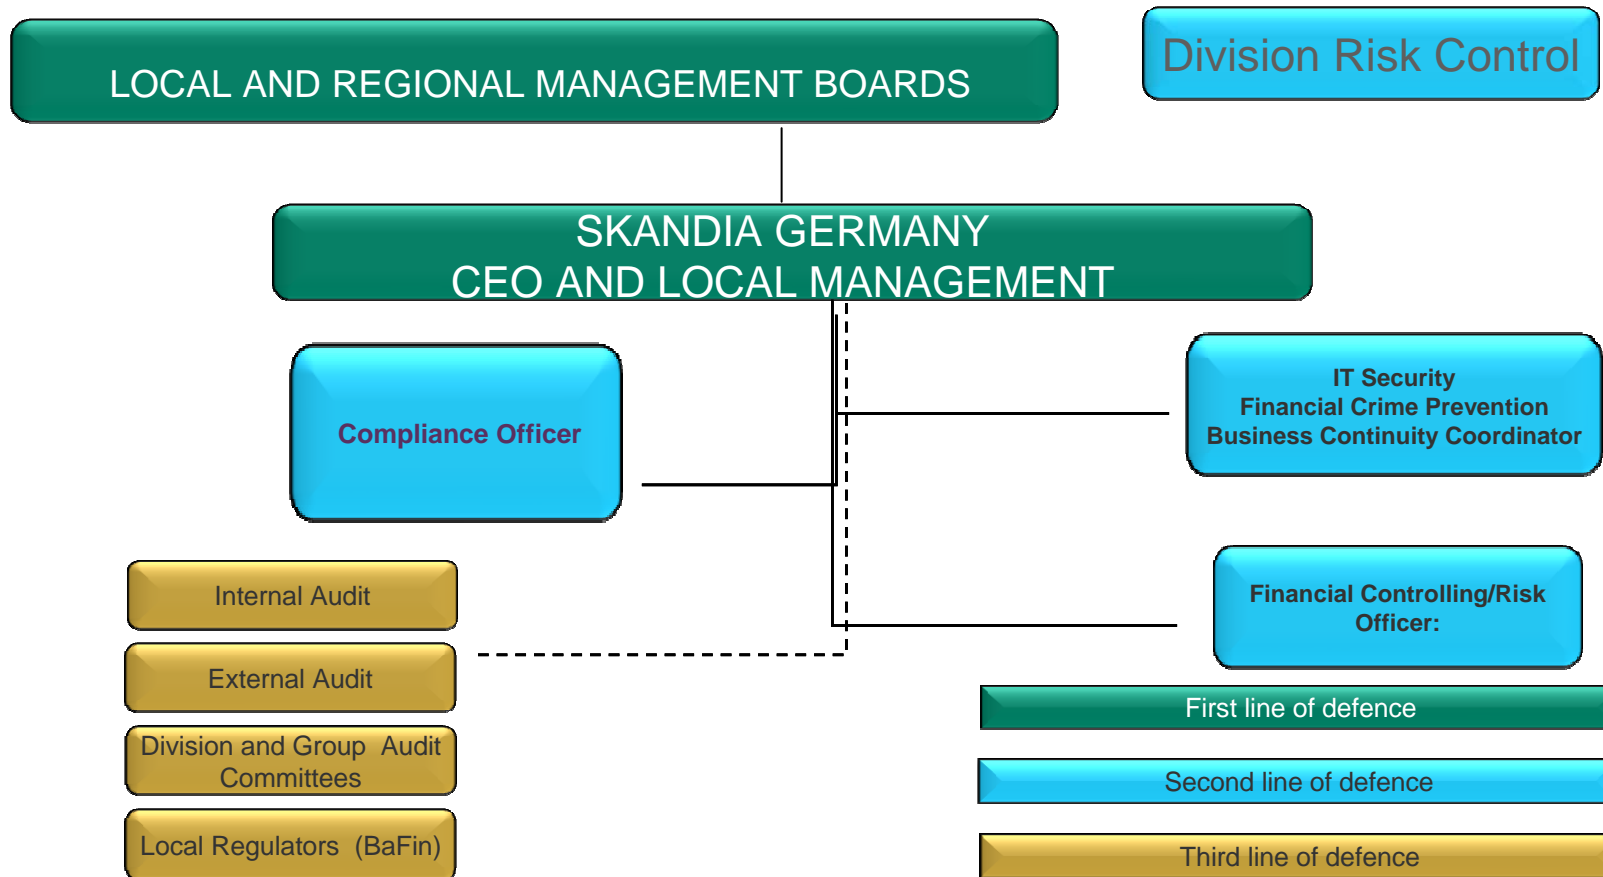 LOCAL AND REGIONAL MANAGEMENT BOARDS
Division Risk Control
SKANDIA GERMANY
CEO AND LOCAL MANAGEMENT
Compliance Officer
IT Security
Financial Crime Prevention
Business Continuity Coordinator
Internal Audit
External Audit
Division and Group Audit
Committees
Local Regulators (BaFin)
Financial Controlling/Risk
Officer:
First line of defence
Second line of defence
Third line of defence